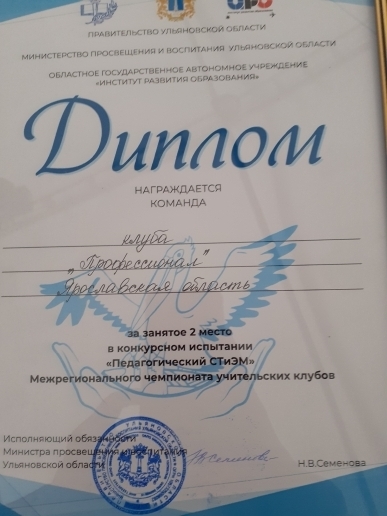 ПРАВИТЕЛЬСТВО УЛЬЯНОВСКОЙ ОБЛАСТИ
МИНИСТЕРСТВО ПРОСВЕЩЕНИЯ И ВОСПИТАНИЯ УЛЬЯНОВСКОЙ ОБЛАСТИ
ОБЛАСТНОЕ ГОСУДАРСТВЕННОЕ АВТОНОМНОЕ УЧРЕЖДЕНИЕ
«ИНСТИТУТ РАЗВИТИЯ ОБРАЗОВАНИЯ»
Диплом
НАГРАЖДАЕТСЯ
КОМАНДА
клуба
„Профессионал"
Ярославская область
за занятое 2 место
в конкурсном испытании
«Педагогический СТиЭМ»
Межрегионального чемпионата учительских клубов
Исполняющий обязанности
Министра просвещения и воспитания
Ульяновской области
Н.В.Семенова